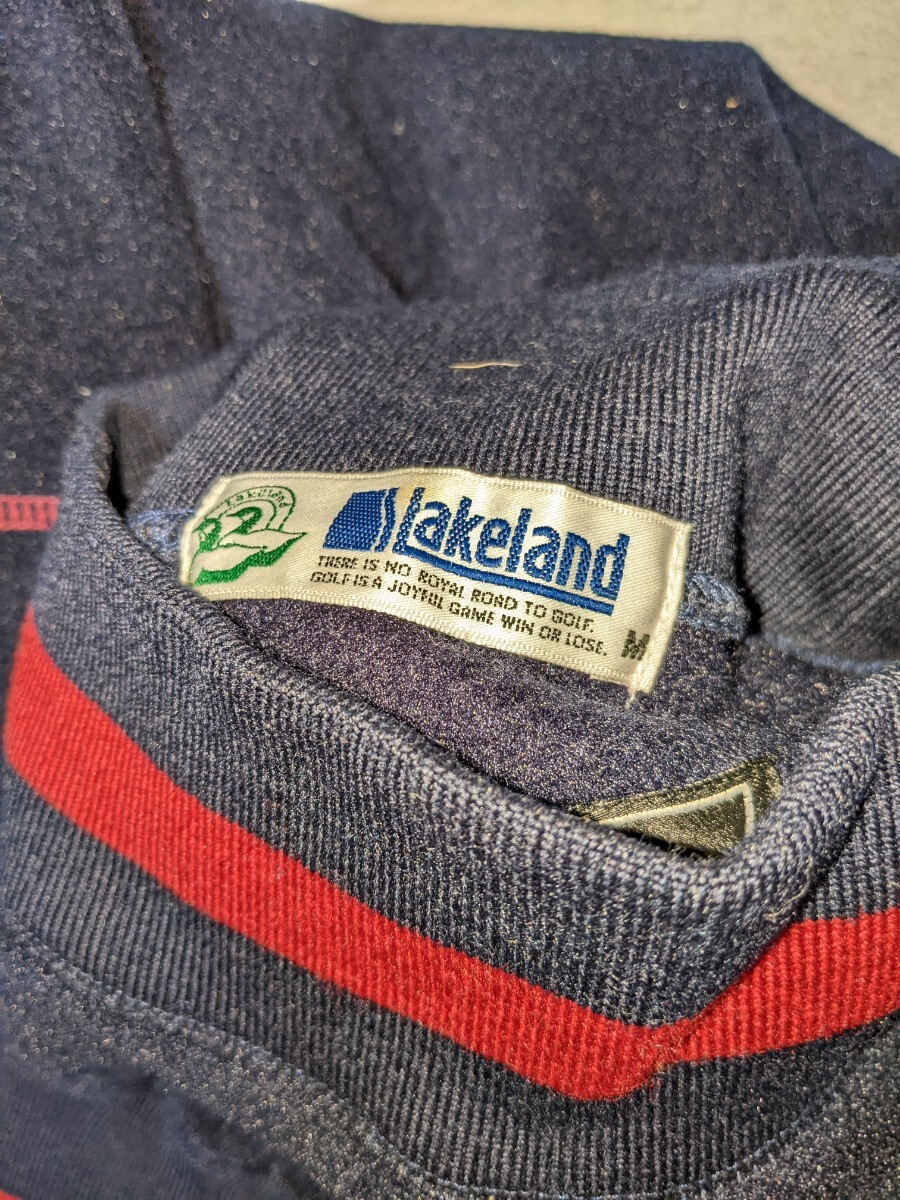 Lakeland
THERE IS NO ROYAL ROAD TO GOLF.
GOLF IS A JOYFUL GAME WIN OR LOSE.
M